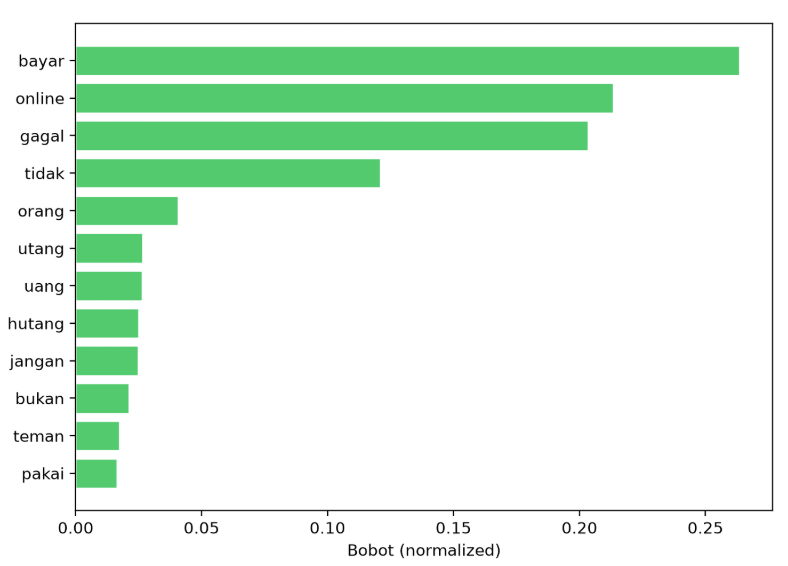 bayar
online
gagal
tidak
orang
utang
uang
hutang
jangan
bukan
teman
pakai
0.00 0.05 0.10 0.15 0.20 0.25
Bobot (normalized)